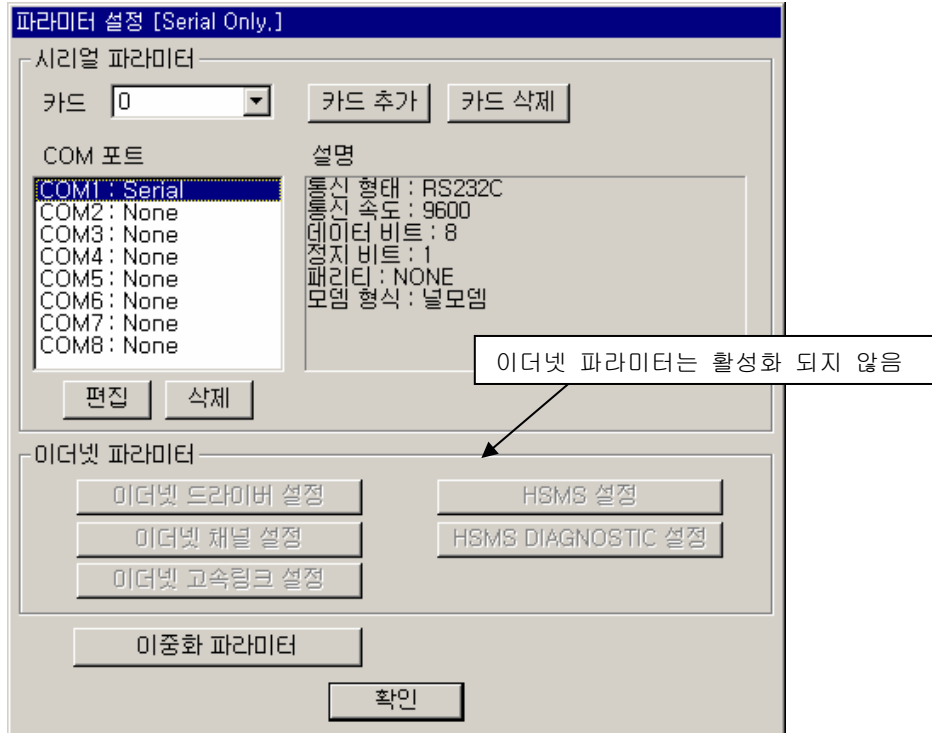 파라미터 설정 [Serial Only,]
시리얼 파라미터
카드 0 카드 추가 카드 삭제
COM 포트
COM1 : Serial
COM2 : None
COM3 : None
COM4 : None
COM5 : None
COM6 : None
COM7 : None
COM8 : None
설명
통신 형태 : RS232C
통신 속도 : 9600
데이터 비트 : 8
정지 비트 : 1
패리티 : NONE
모뎀 형식 : 널모뎀
이더넷 파라미터는 활성화 되지 않음
편집 삭제
이더넷 파라미터
이더넷 드라이버 설정 HSMS 설정
이더넷 채널 설정 HSMS DIAGNOSTIC 설정
이더넷 고속링크 설정
이중화 파라미터
확인